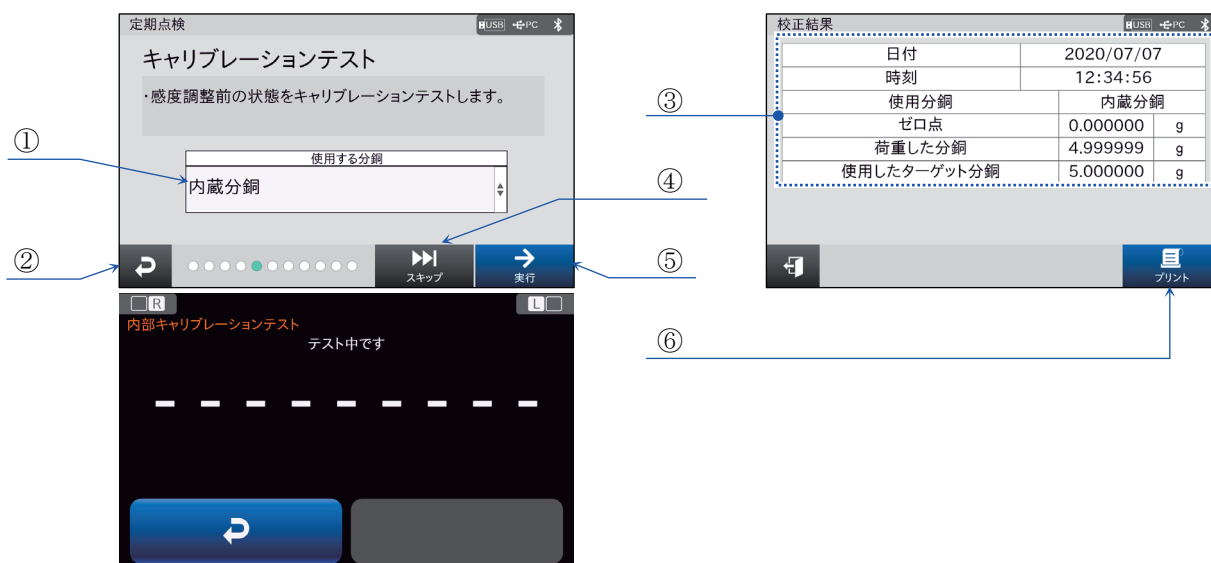 定期点検
USB PC
キャリブレーションテスト
・感度調整前の状態をキャリブレーションテストします。
①
使用する分銅
内蔵分銅
②
スキップ
実行
R
L
内部キャリブレーションテスト
テスト中です
校正結果
USB PC
③
日付 2020/07/07
時刻 12:34:56
使用分銅 内蔵分銅
ゼロ点 0.000000 g
荷重した分銅 4.999999 g
使用したターゲット分銅 5.000000 g
④
⑤
プリント
⑥